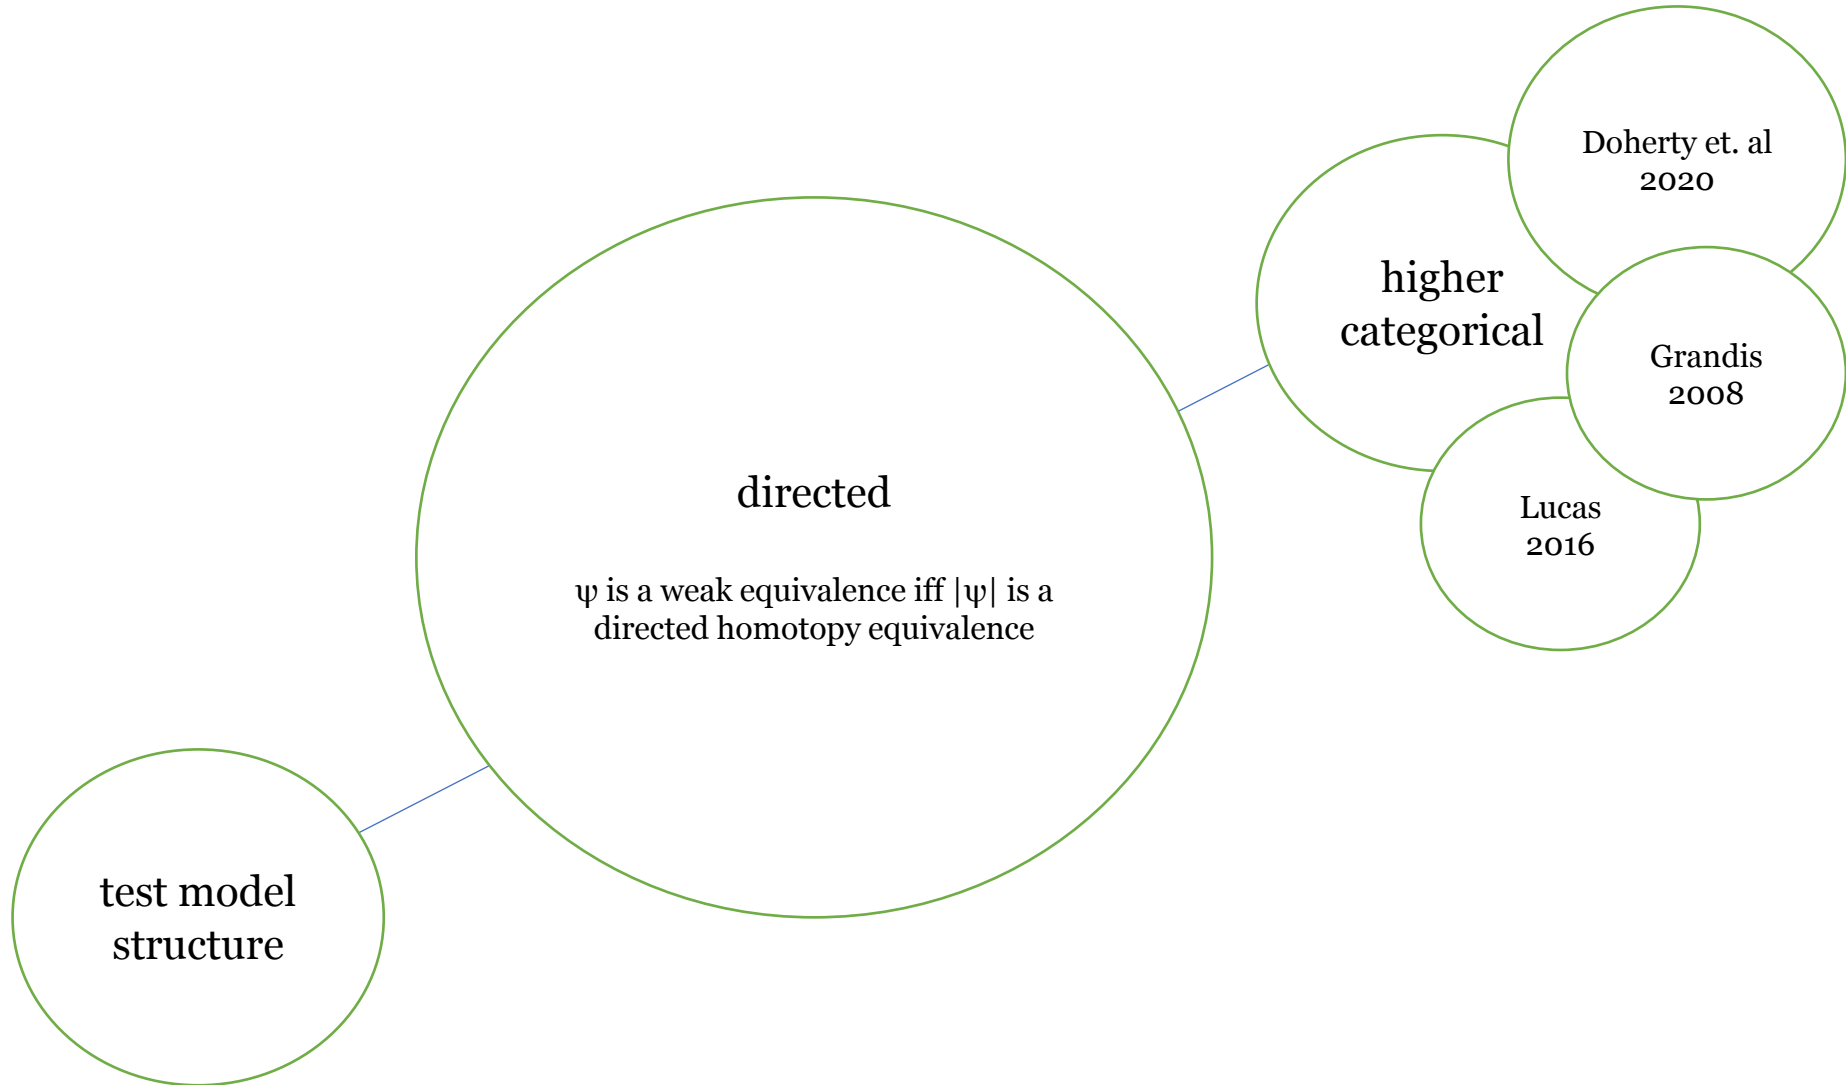 Doherty et. al
2020
higher
categorical
Grandis
2008
Lucas
2016
directed
ψ is a weak equivalence iff |ψ| is a
directed homotopy equivalence
test model
structure